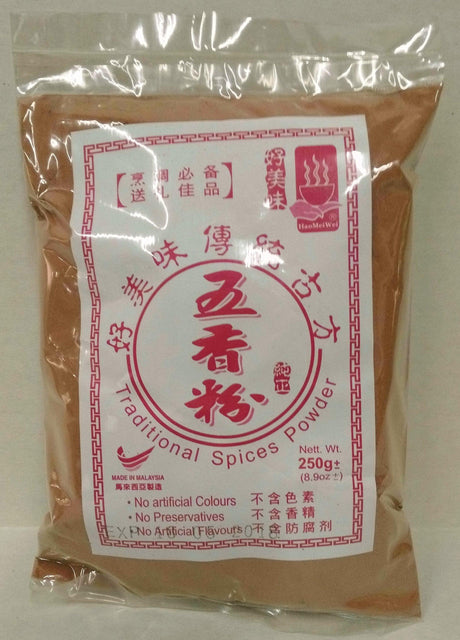 【烹調必備
送礼佳品】
好美味
HaoMeiWei
好美味傳統古方
五香粉
純正
Traditional Spices Powder
Nett. Wt.
250g±
(8.9oz±)
MADE IN MALAYSIA
馬來西亞製造
• No artificial Colours 不含色素
• No Preservatives 不含香精
• No Artificial Flavours 不含防腐剂
EXP